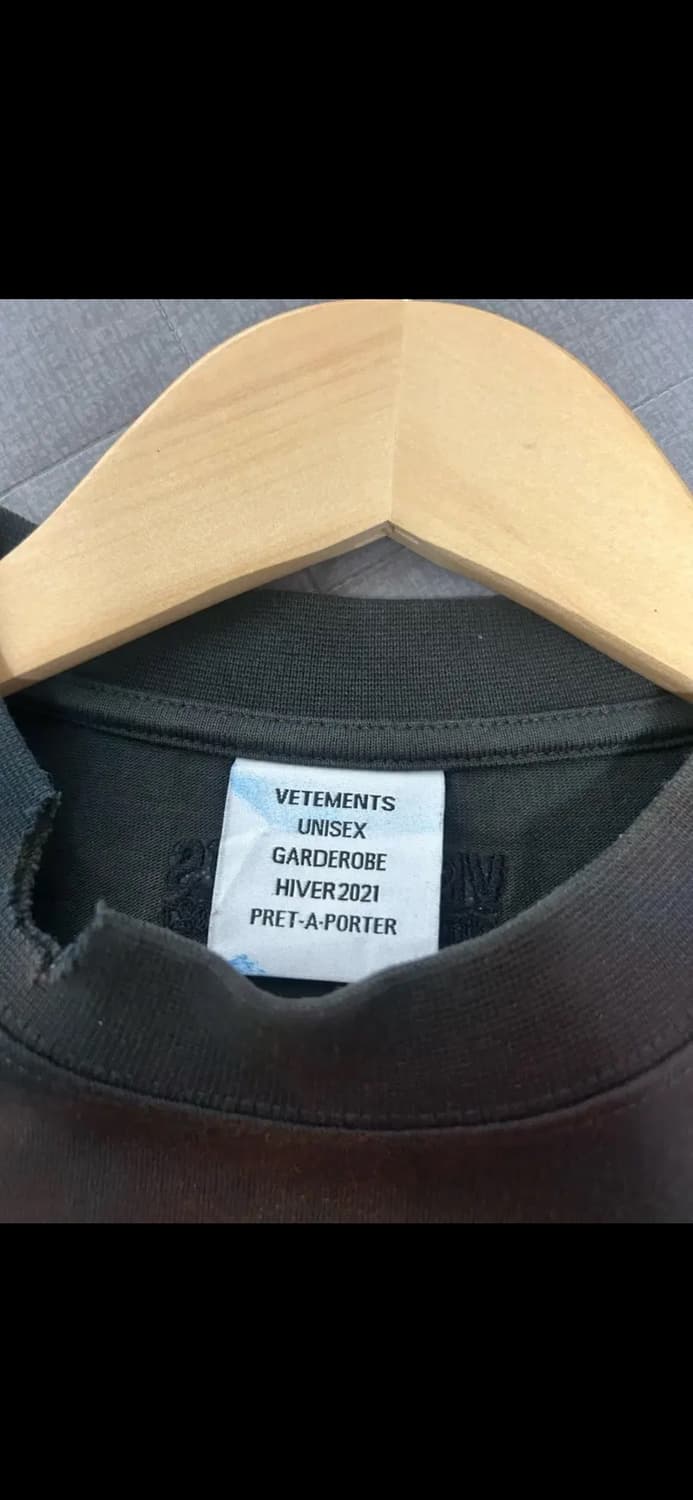 VETEMENTS
UNISEX
GARDEROBE
HIVER 2021
PRET-A-PORTER